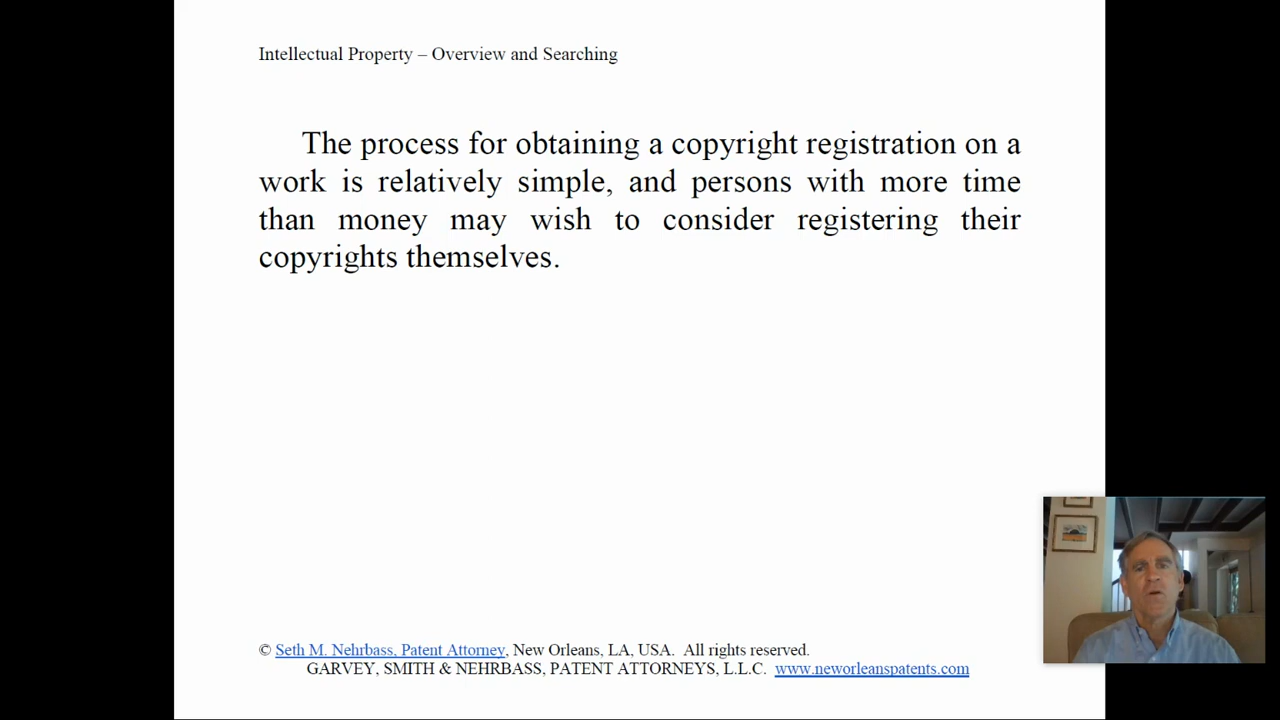 Intellectual Property – Overview and Searching
The process for obtaining a copyright registration on a
work is relatively simple, and persons with more time
than money may wish to consider registering their
copyrights themselves.
© Seth M. Nehrbass, Patent Attorney, New Orleans, LA, USA.  All rights reserved.
GARVEY, SMITH & NEHRBASS, PATENT ATTORNEYS, L.L.C.  www.neworleanspatents.com